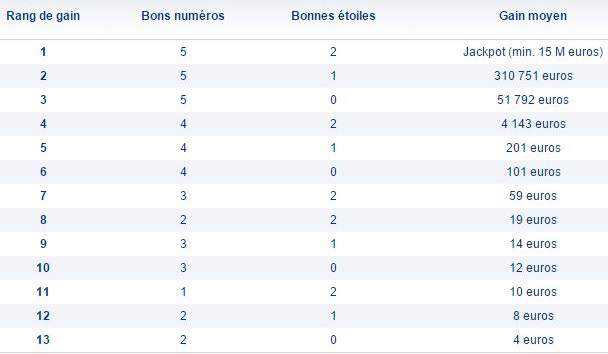 Rang de gain Bons numéros Bonnes étoiles Gain moyen
1 5 2 Jackpot (min. 15 M euros)
2 5 1 310 751 euros
3 5 0 51 792 euros
4 4 2 4 143 euros
5 4 1 201 euros
6 4 0 101 euros
7 3 2 59 euros
8 2 2 19 euros
9 3 1 14 euros
10 3 0 12 euros
11 1 2 10 euros
12 2 1 8 euros
13 2 0 4 euros